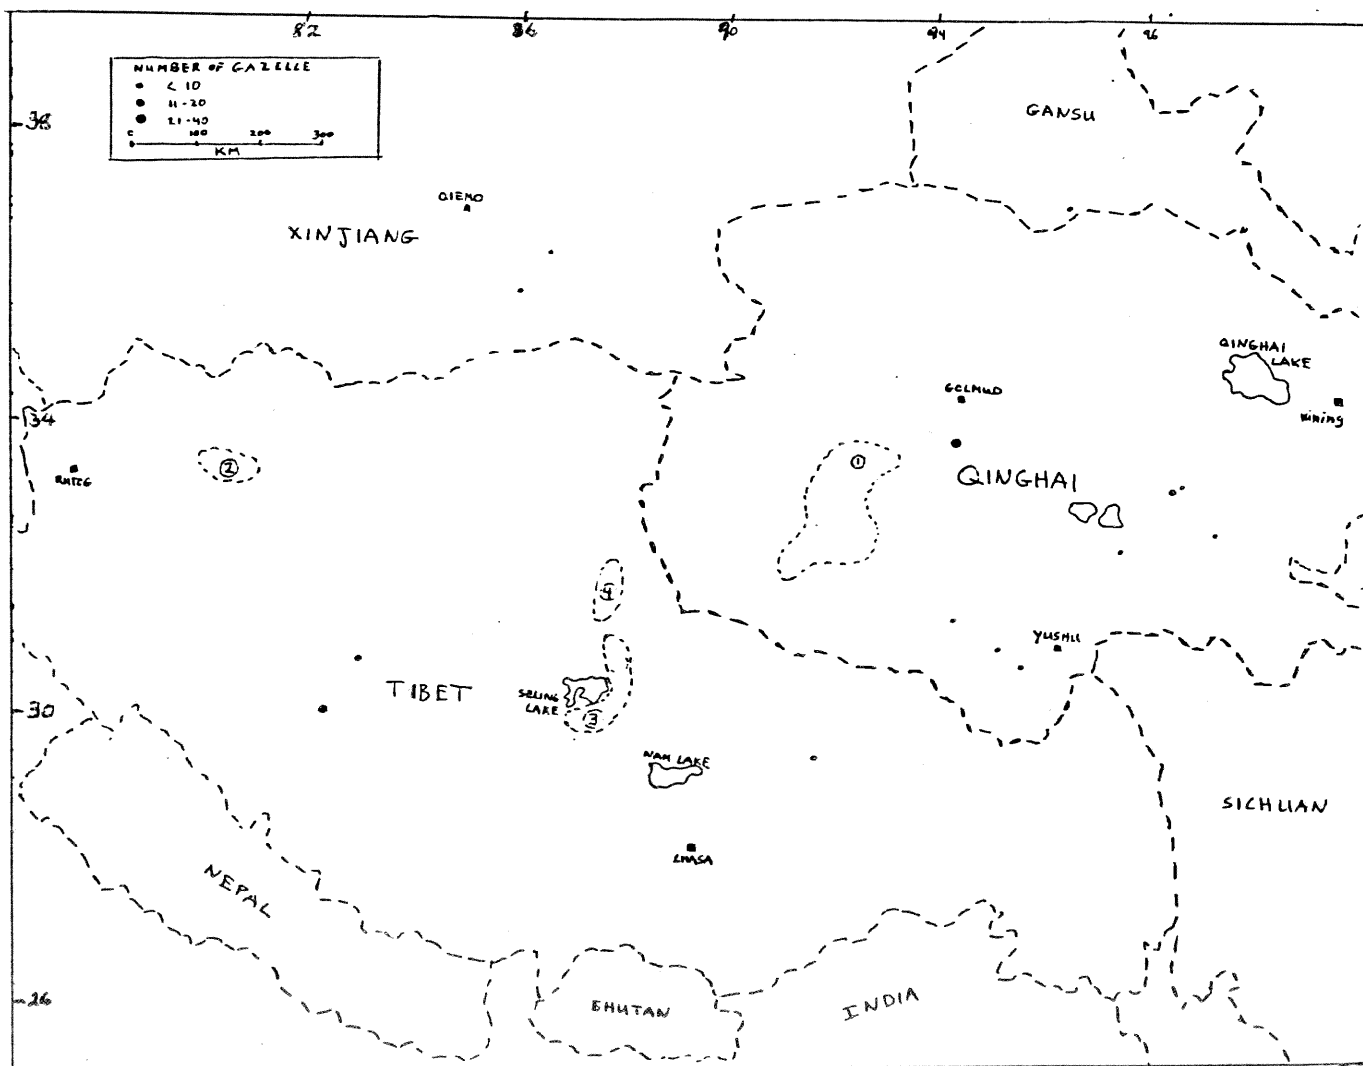 82 86 90 94 96
NUMBER OF GAZELLE
< 10
11-20
21-40
0 100 200 300
KM
38
GANSU
QIEMO
XINJIANG
QINGHAI
LAKE
GOLMUD
XINING
34
RUTOG
2
1
QINGHAI
4
YUSHU
TIBET
SELING
LAKE
3
30
NAM LAKE
SICHUAN
LHASA
NEPAL
26
BHUTAN
INDIA